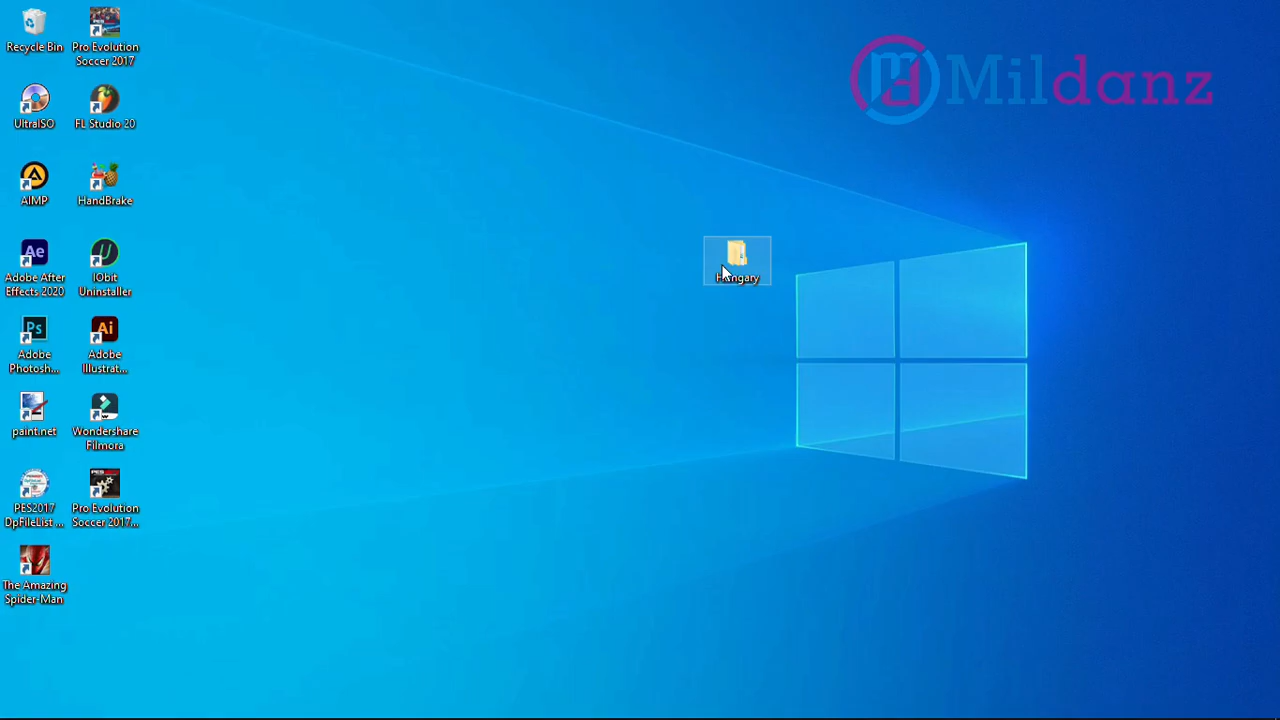 Recycle Bin
Pro Evolution
Soccer 2017
UltraISO
FL Studio 20
AIMP
HandBrake
Adobe After
Effects 2020
IObit
Uninstaller
Adobe
Photosh...
Adobe
Illustrat...
paint.net
Wondershare
Filmora
PES2017
DpFileList ...
Pro Evolution
Soccer 2017...
The Amazing
Spider-Man
Hungary
Mildanz